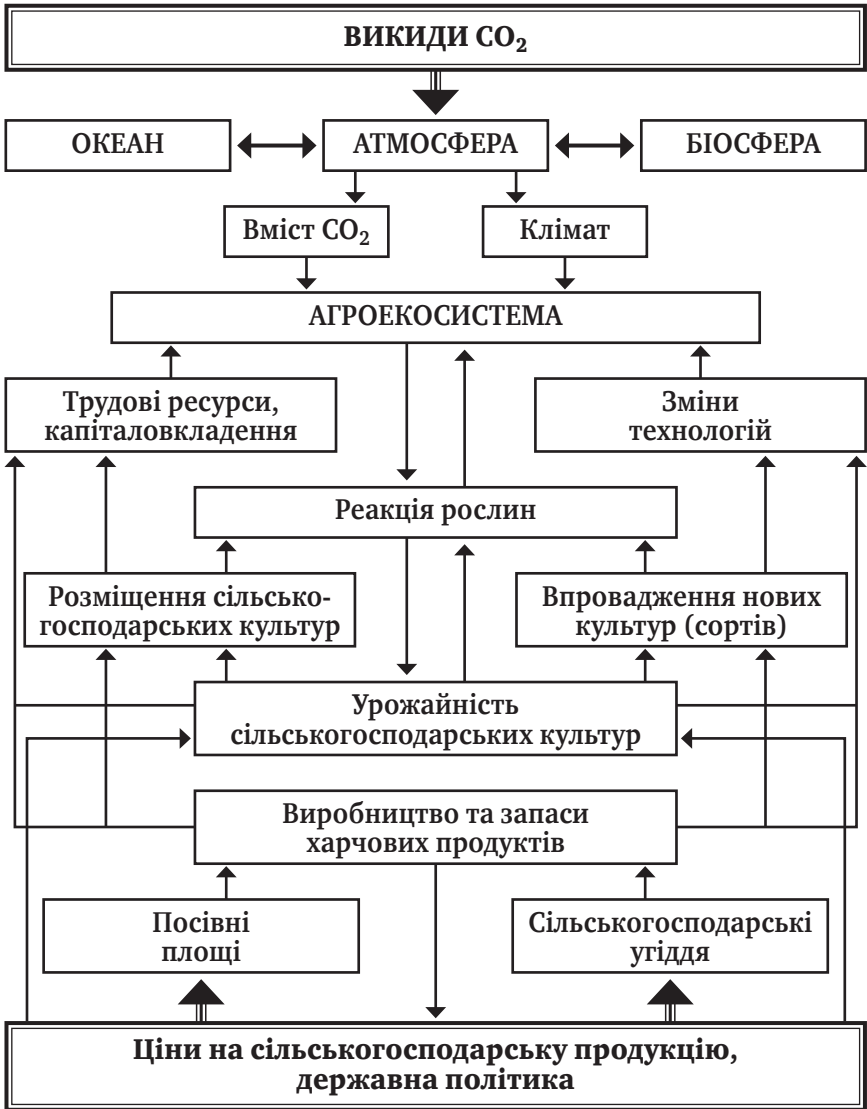 ВИКИДИ CO₂
ОКЕАН
АТМОСФЕРА
БІОСФЕРА
Вміст CO₂
Клімат
АГРОЕКОСИСТЕМА
Трудові ресурси,
капіталовкладення
Зміни
технологій
Реакція рослин
Розміщення сільсько-
господарських культур
Впровадження нових
культур (сортів)
Урожайність
сільськогосподарських культур
Виробництво та запаси
харчових продуктів
Посівні
площі
Сільськогосподарські
угіддя
Ціни на сільськогосподарську продукцію,
державна політика